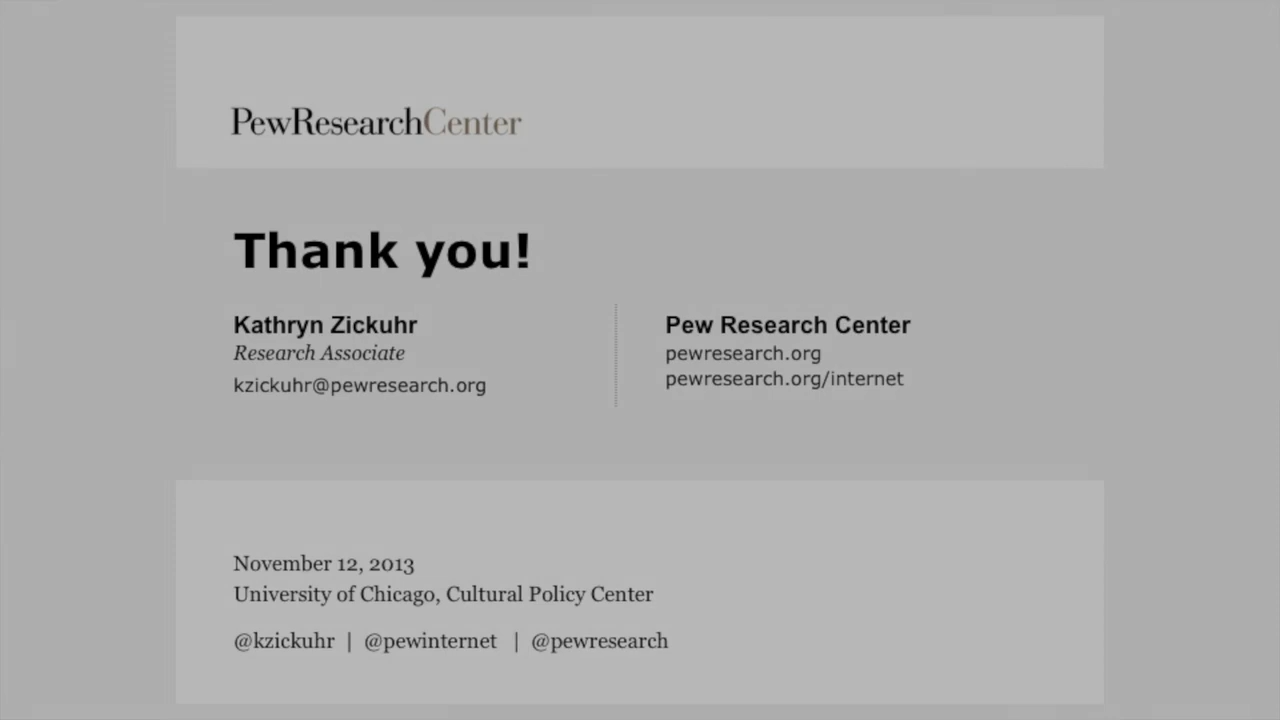 PewResearchCenter
Thank you!
Kathryn Zickuhr
Research Associate
kzickuhr@pewresearch.org
Pew Research Center
pewresearch.org
pewresearch.org/internet
November 12, 2013
University of Chicago, Cultural Policy Center
@kzickuhr | @pewinternet | @pewresearch